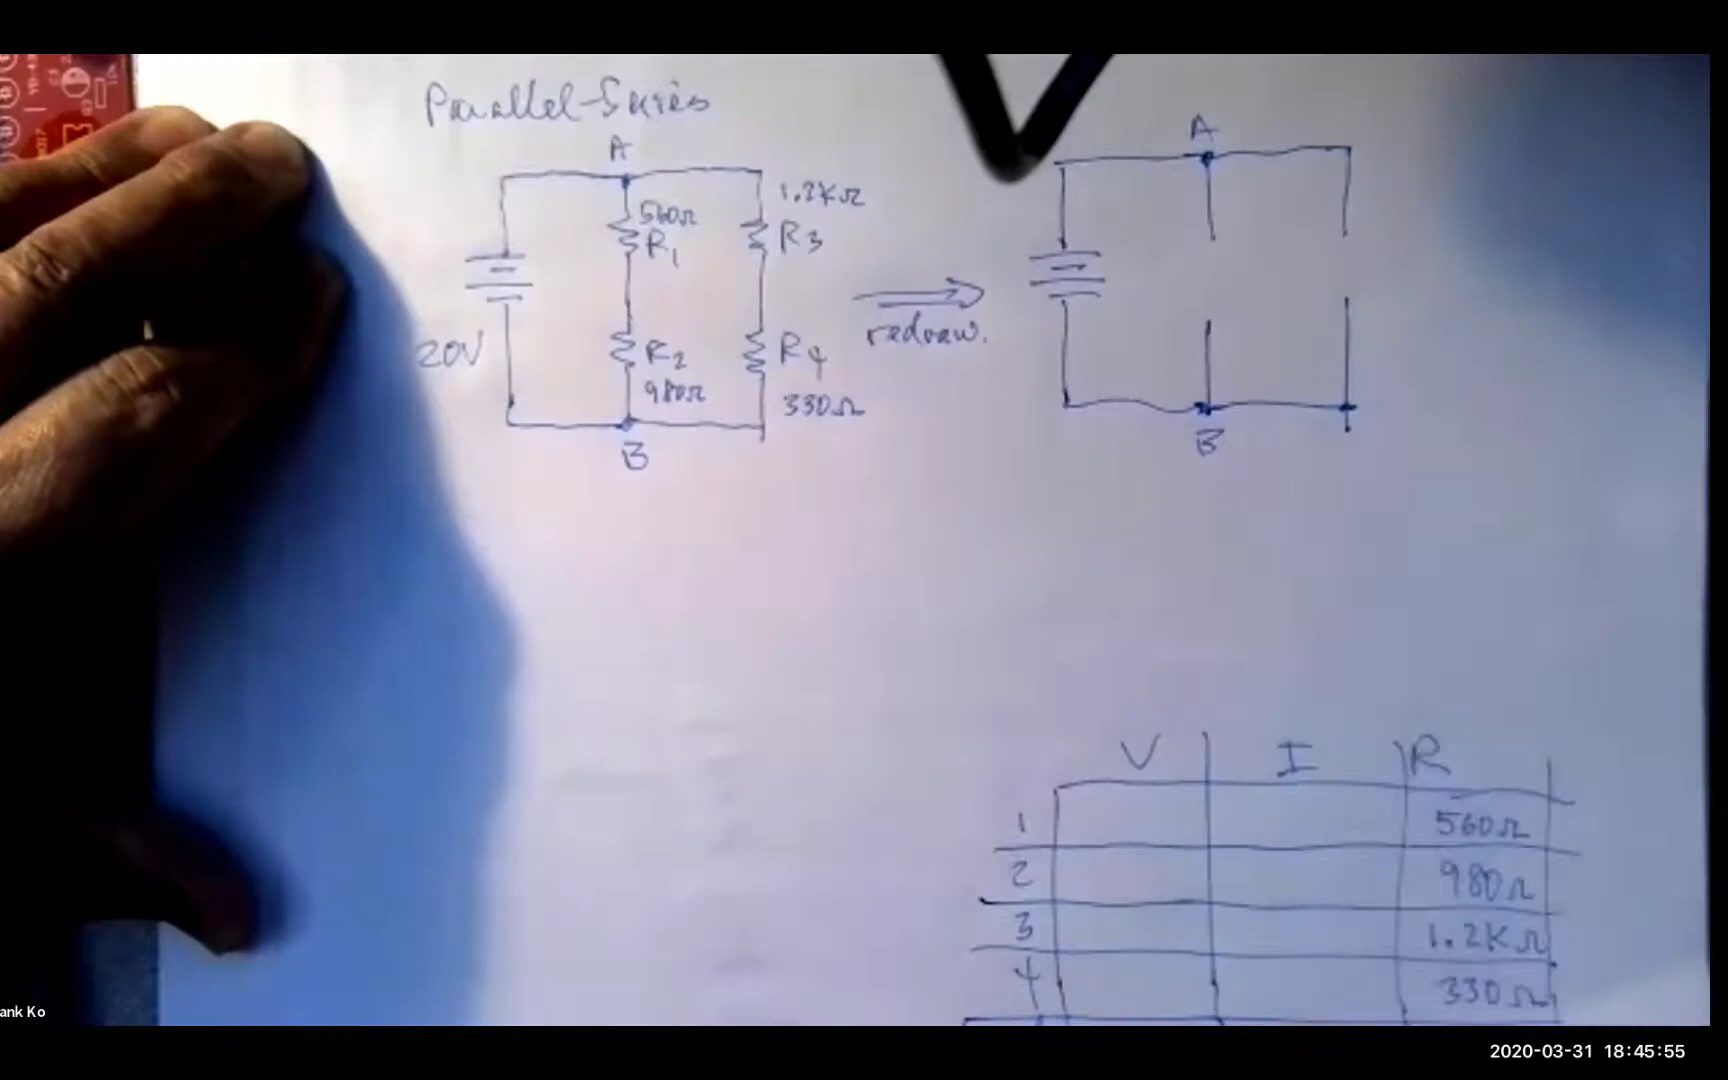 Parallel-Series
A
560Ω
R1
R2
980Ω
B
20V
1.2KΩ
R3
R4
330Ω
redraw.
A
B
V I R
1 560Ω
2 980Ω
3 1.2KΩ
4 330Ω
ank Ko
2020-03-31 18:45:55